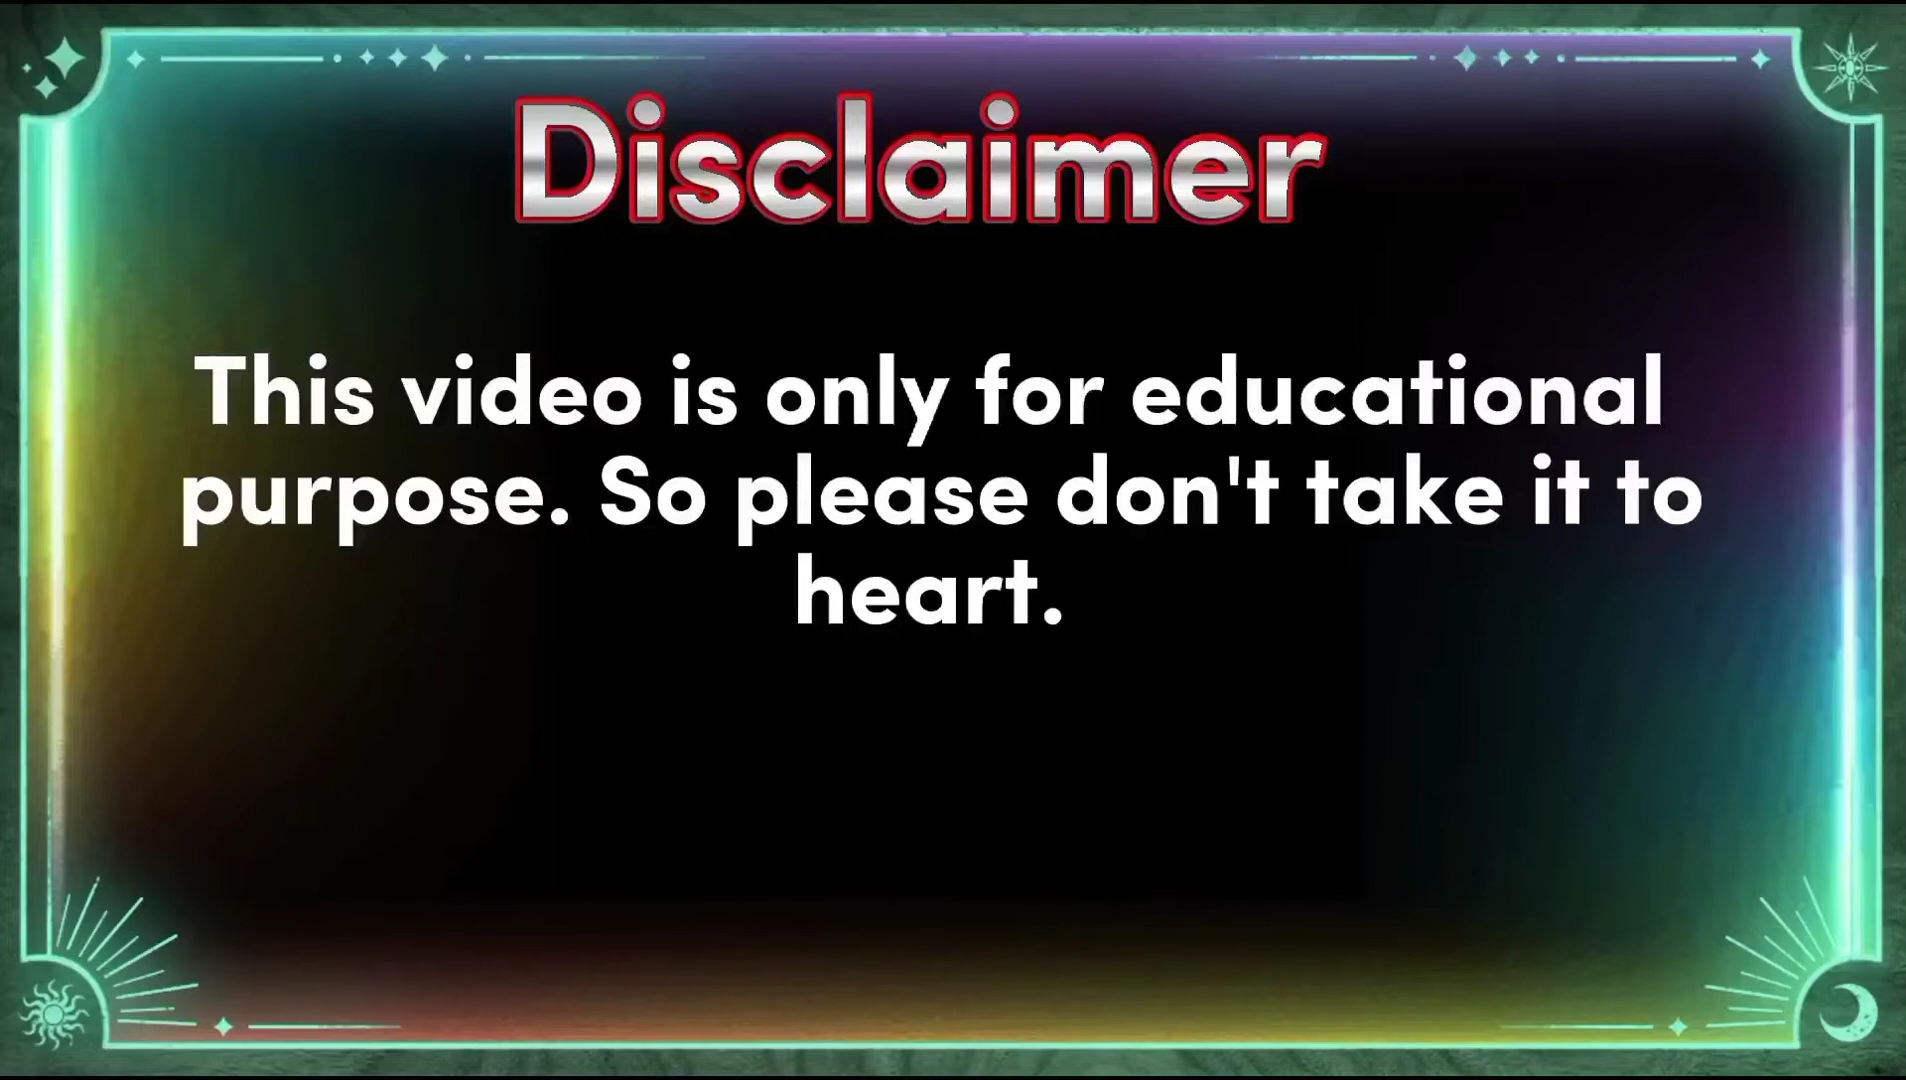 Disclaimer
This video is only for educational
purpose. So please don't take it to
heart.